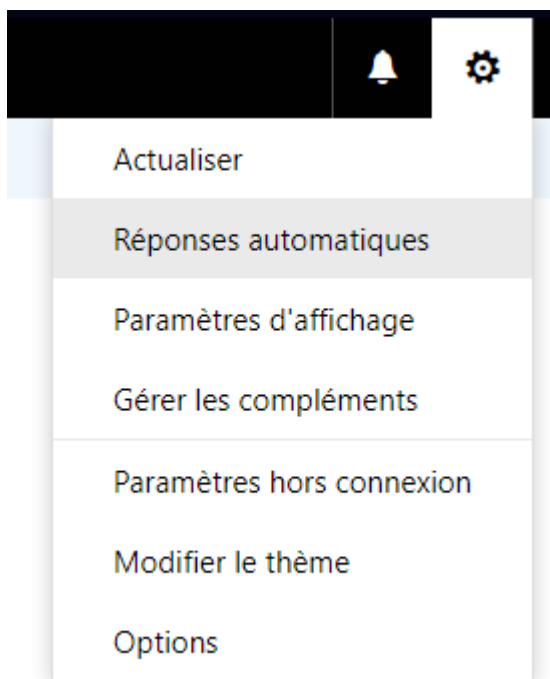 Actualiser
Réponses automatiques
Paramètres d'affichage
Gérer les compléments
Paramètres hors connexion
Modifier le thème
Options